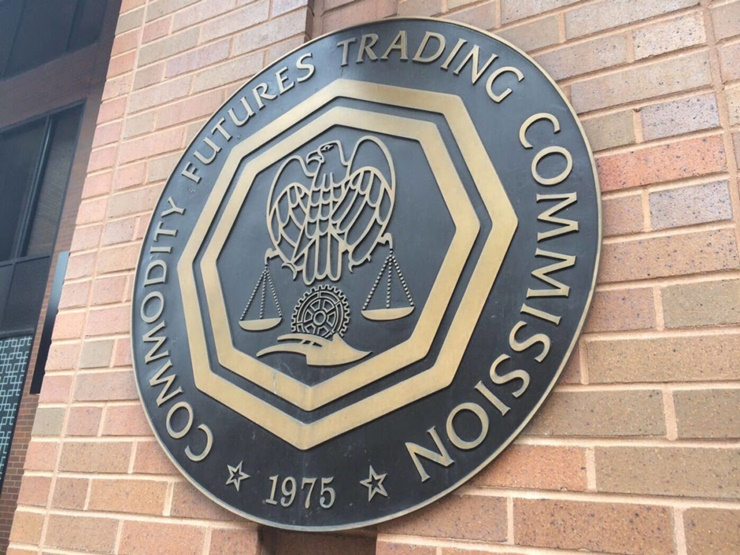 COMMODITY FUTURES TRADING COMMISSION
1975